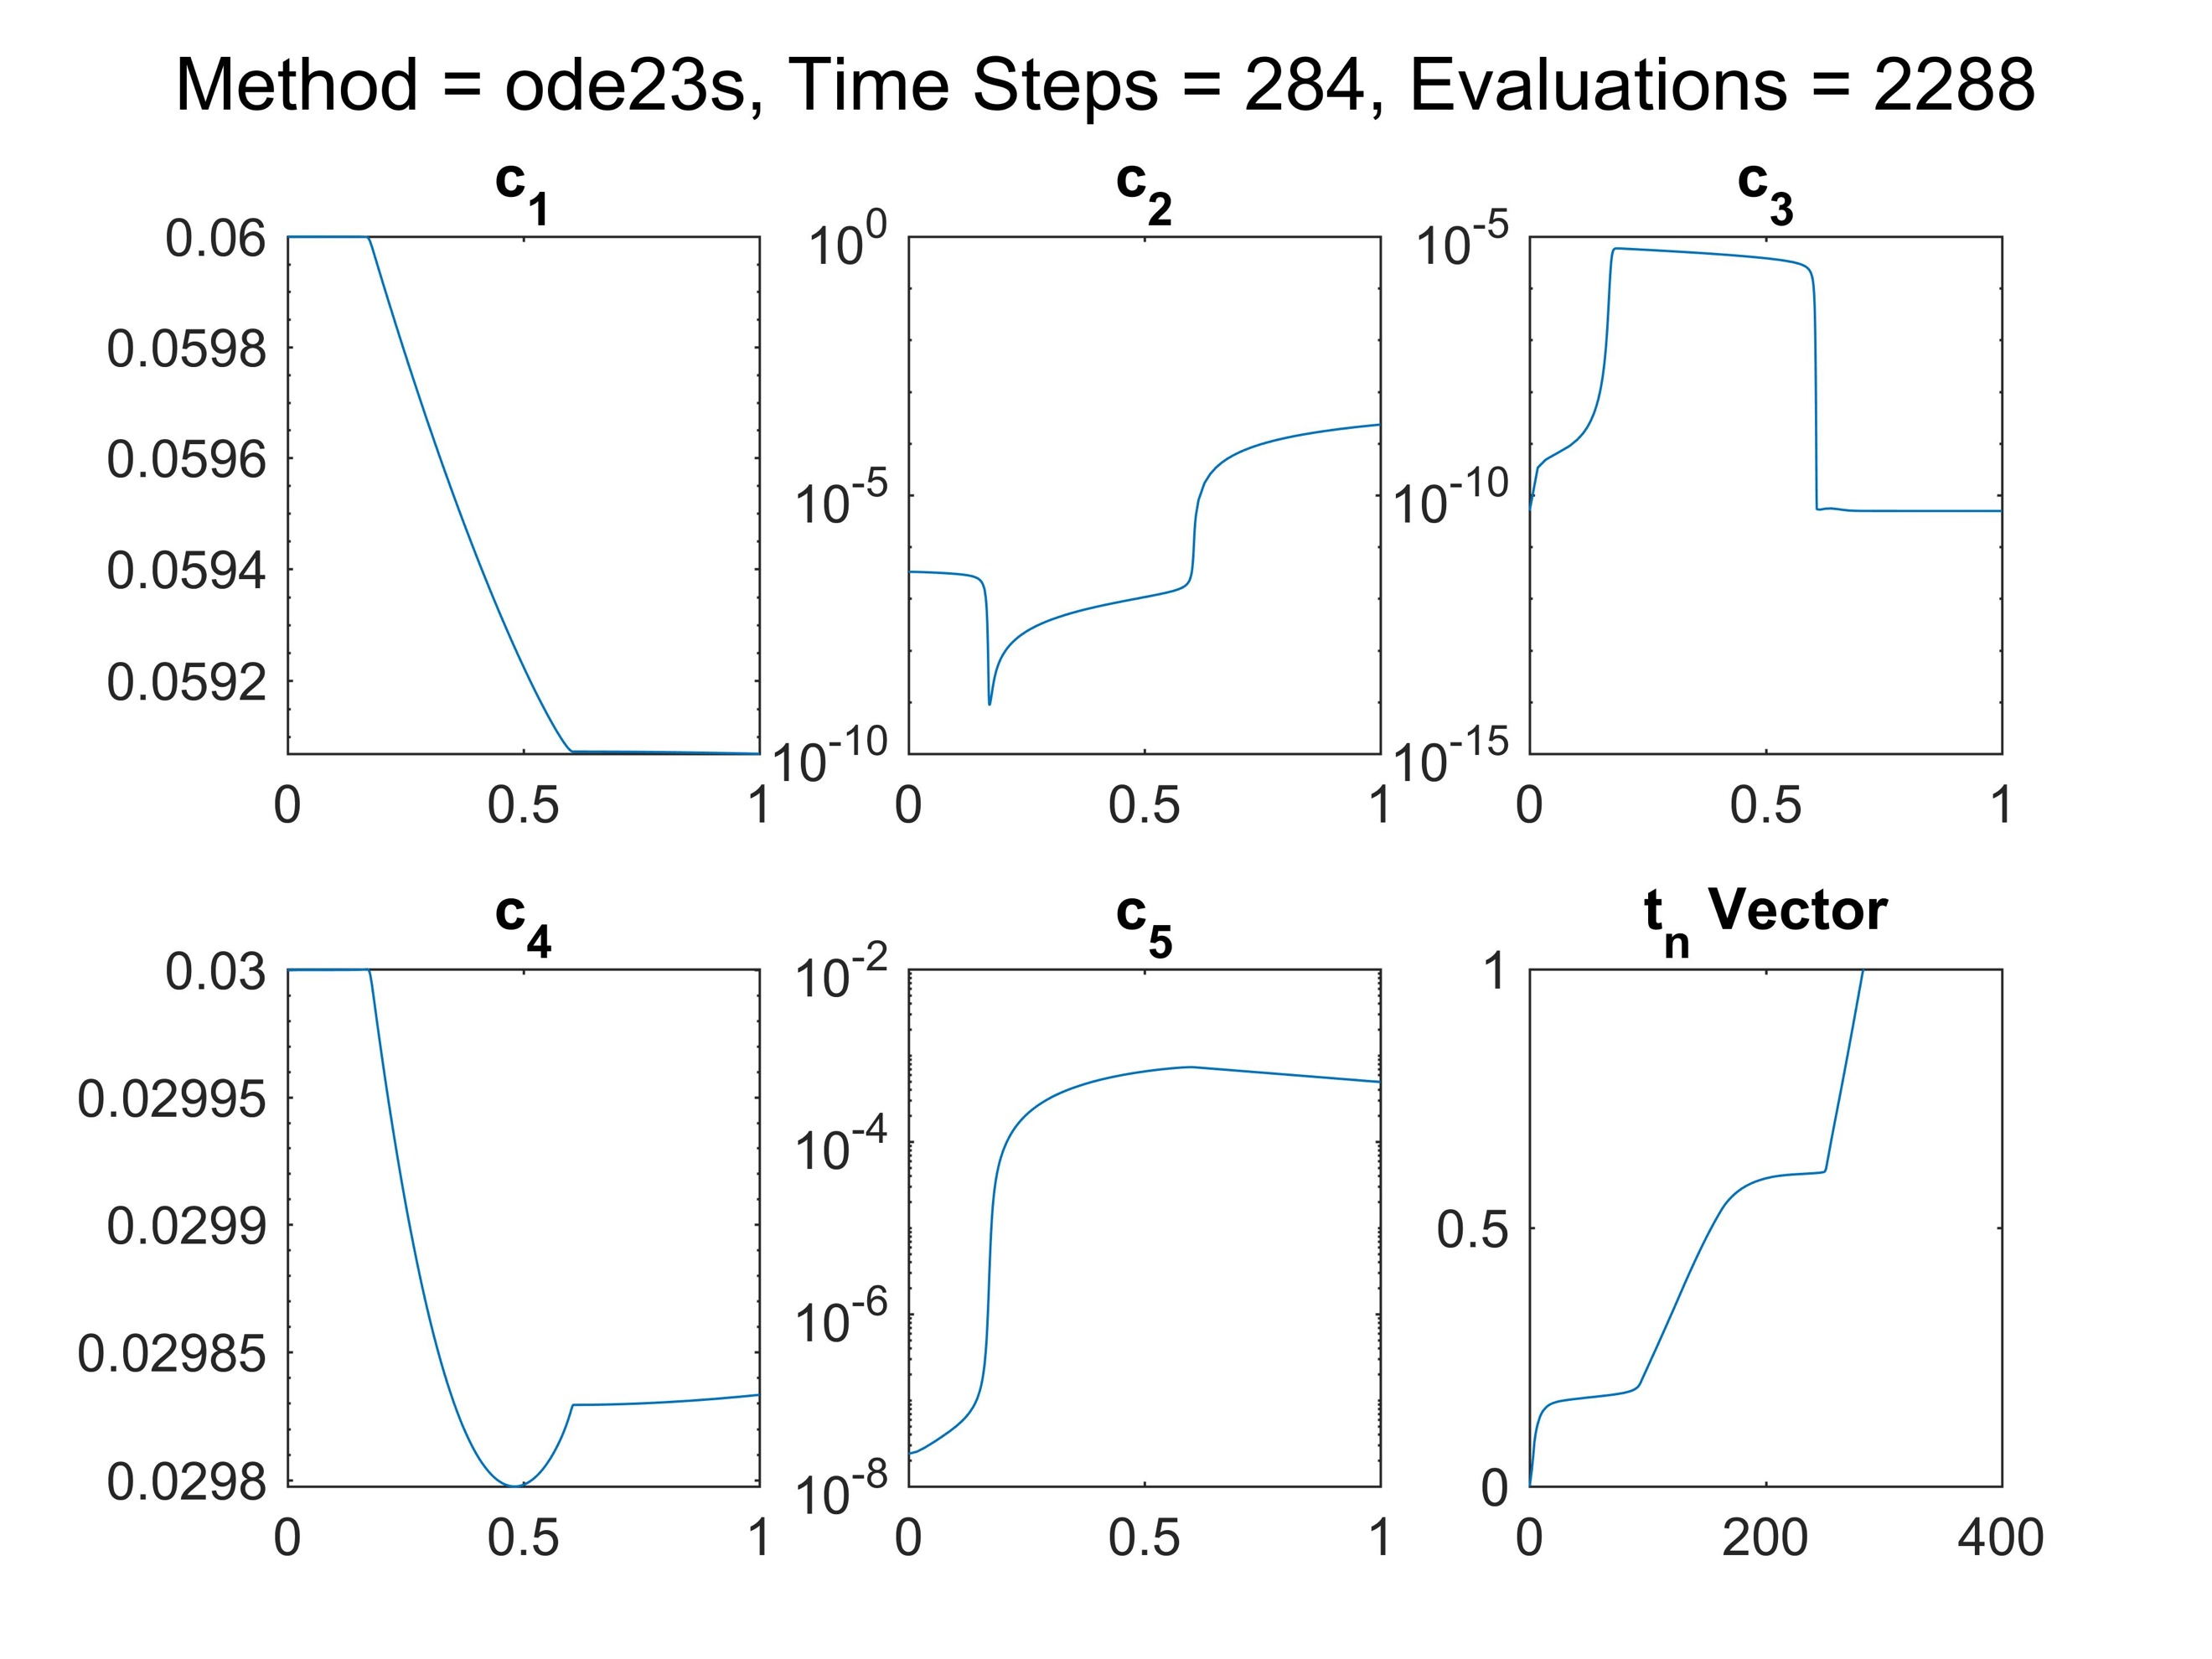 Method = ode23s, Time Steps = 284, Evaluations = 2288
c₁
0.06
0.0598
0.0596
0.0594
0.0592
0 0.5 1
c₂
10⁰
10⁻⁵
10⁻¹⁰
0 0.5 1
c₃
10⁻⁵
10⁻¹⁰
10⁻¹⁵
0 0.5 1
c₄
0.03
0.02995
0.0299
0.02985
0.0298
0 0.5 1
c₅
10⁻²
10⁻⁴
10⁻⁶
10⁻⁸
0 0.5 1
tₙ Vector
1
0.5
0
0 200 400